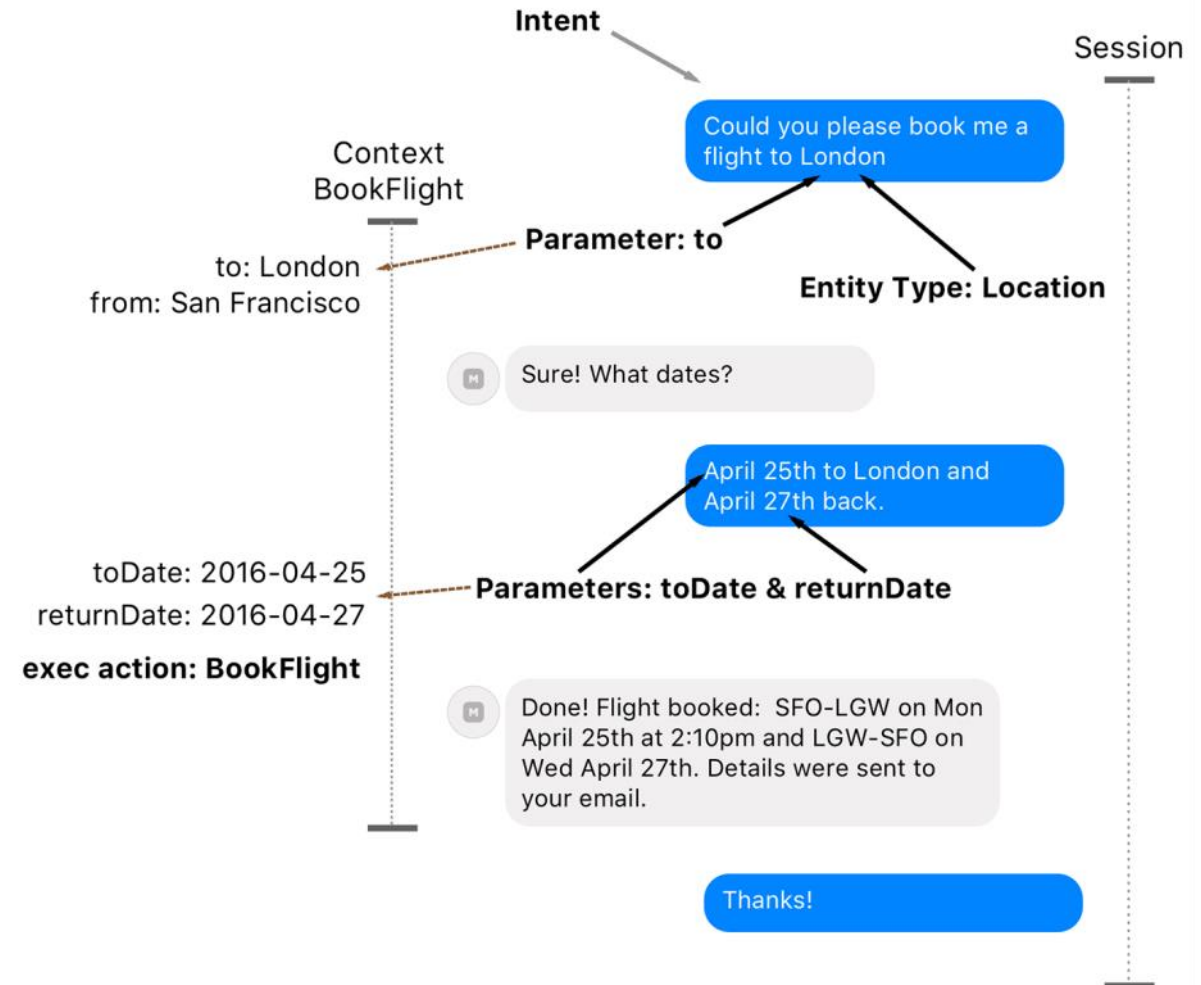 Intent
Session
Could you please book me a
flight to London
Context
BookFlight
Parameter: to
to: London
from: San Francisco
Entity Type: Location
M
Sure! What dates?
April 25th to London and
April 27th back.
toDate: 2016-04-25
returnDate: 2016-04-27
Parameters: toDate & returnDate
exec action: BookFlight
M
Done! Flight booked:  SFO-LGW on Mon
April 25th at 2:10pm and LGW-SFO on
Wed April 27th. Details were sent to
your email.
Thanks!